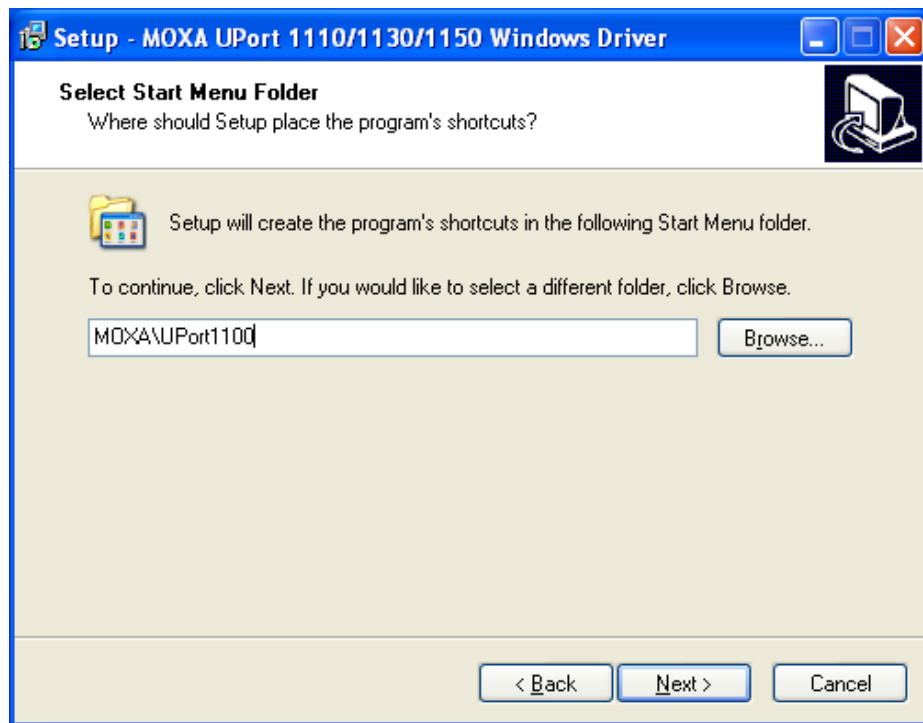 Setup - MOXA UPort 1110/1130/1150 Windows Driver
Select Start Menu Folder
Where should Setup place the program's shortcuts?
Setup will create the program's shortcuts in the following Start Menu folder.
To continue, click Next. If you would like to select a different folder, click Browse.
MOXA\UPort1100
Browse...
< Back
Next >
Cancel